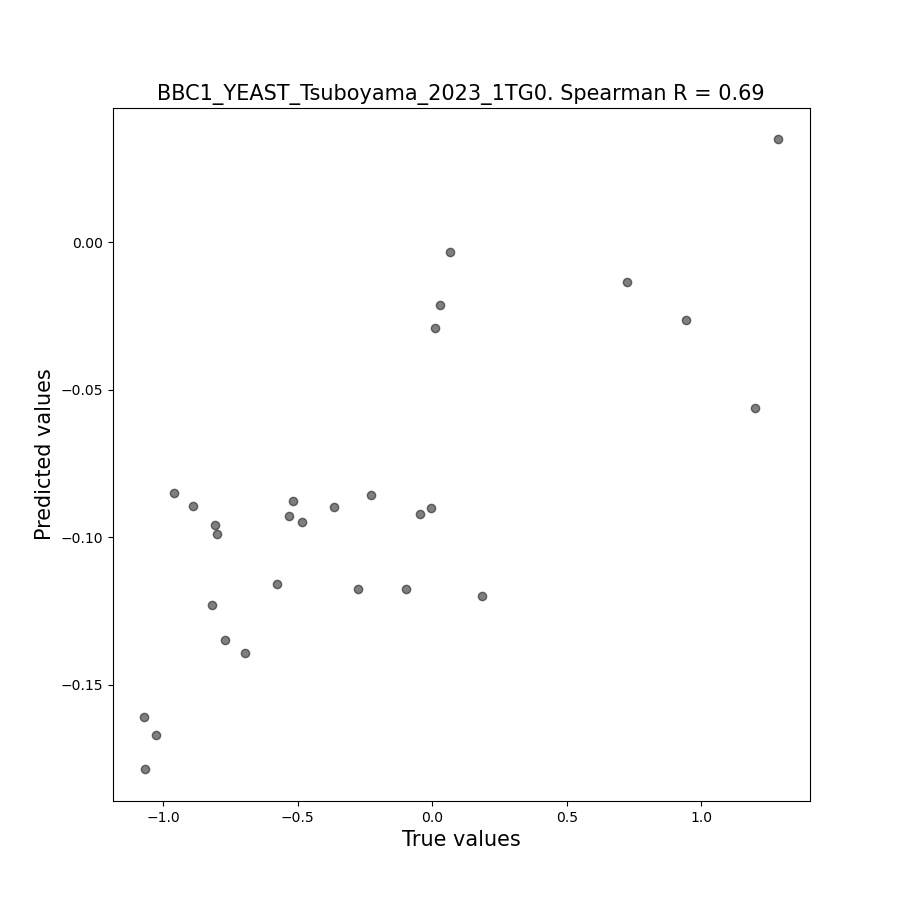 BBC1_YEAST_Tsuboyama_2023_1TG0. Spearman R = 0.69
0.00
−0.05
−0.10
−0.15
Predicted values
−1.0 −0.5 0.0 0.5 1.0
True values